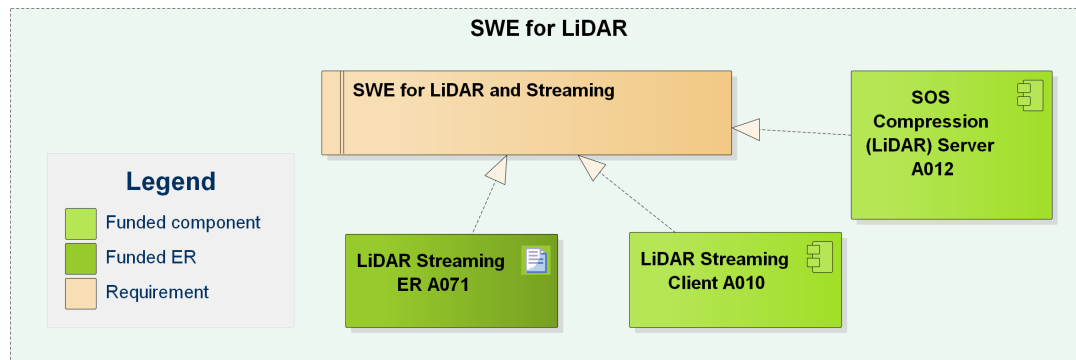 SWE for LiDAR
SWE for LiDAR and Streaming
SOS
Compression
(LiDAR) Server
A012
Legend
Funded component
Funded ER
Requirement
LiDAR Streaming
ER A071
LiDAR Streaming
Client A010